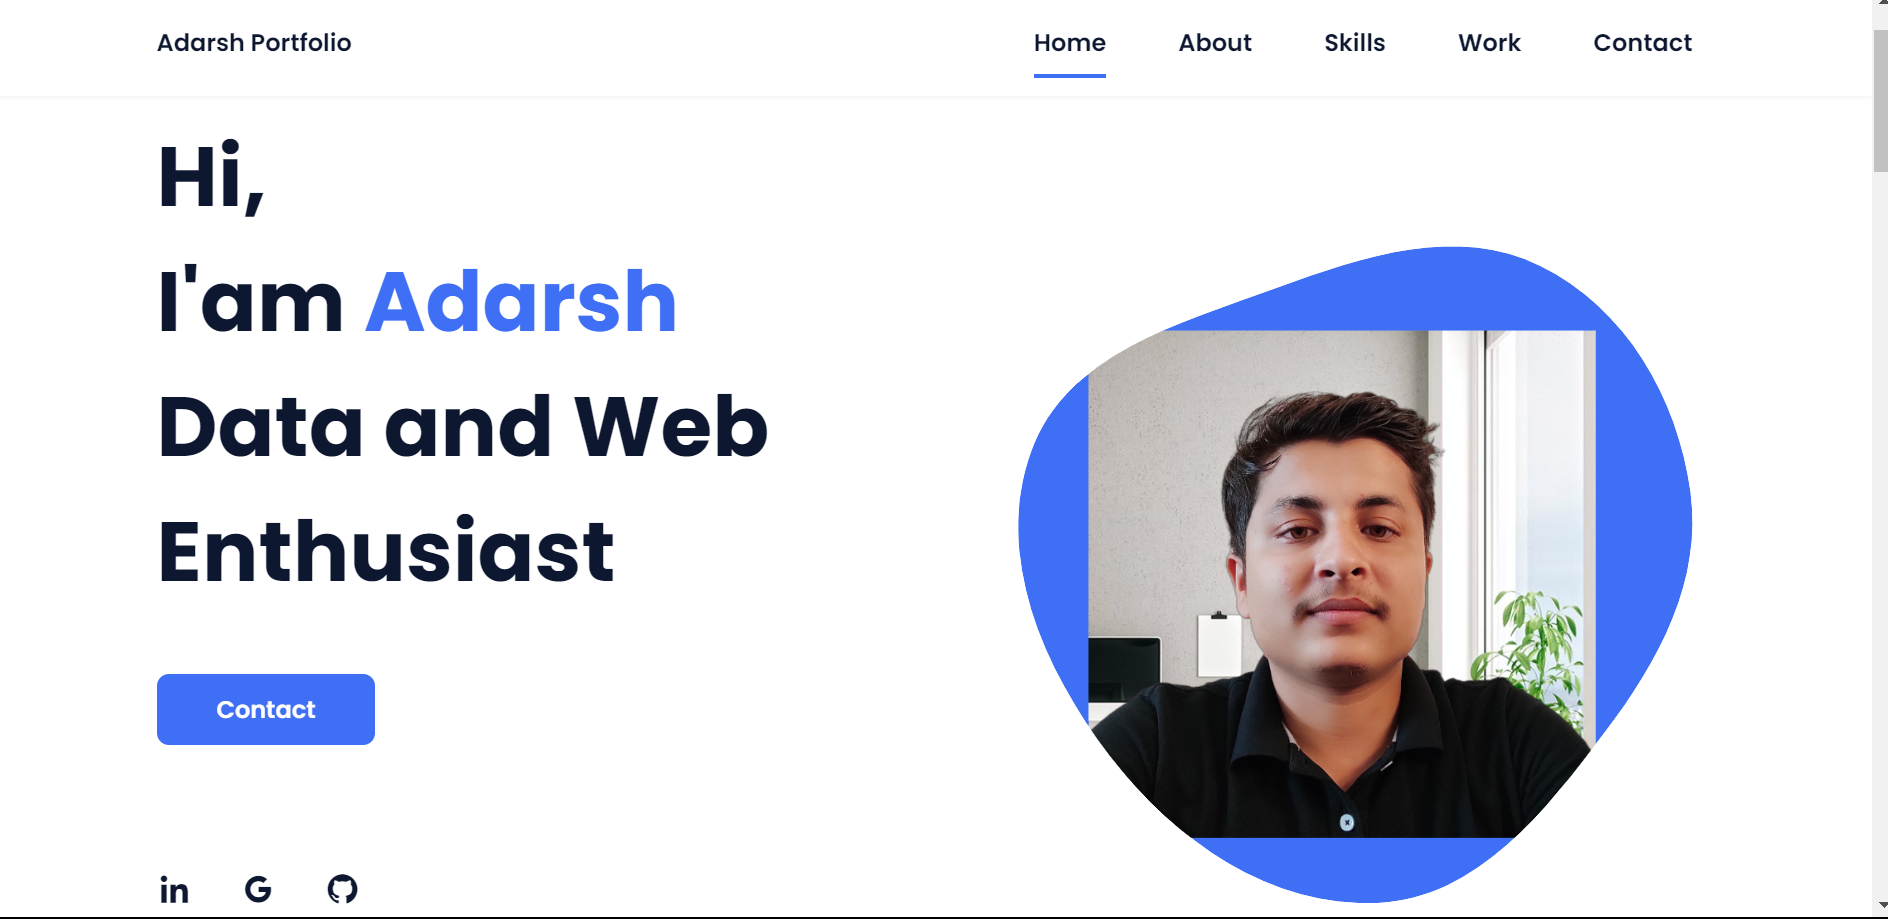 Adarsh Portfolio
Home About Skills Work Contact
Hi,
I'am Adarsh
Data and Web
Enthusiast
Contact
in G